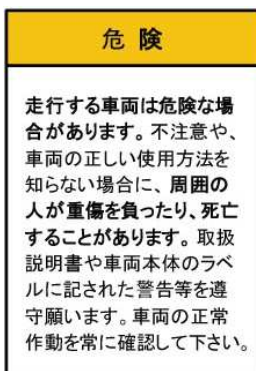 危 険
走行する車両は危険な場
合があります。不注意や、
車両の正しい使用方法を
知らない場合に、周囲の
人が重傷を負ったり、死亡
することがあります。取扱
説明書や車両本体のラベ
ルに記された警告等を遵
守願います。車両の正常
作動を常に確認して下さい。